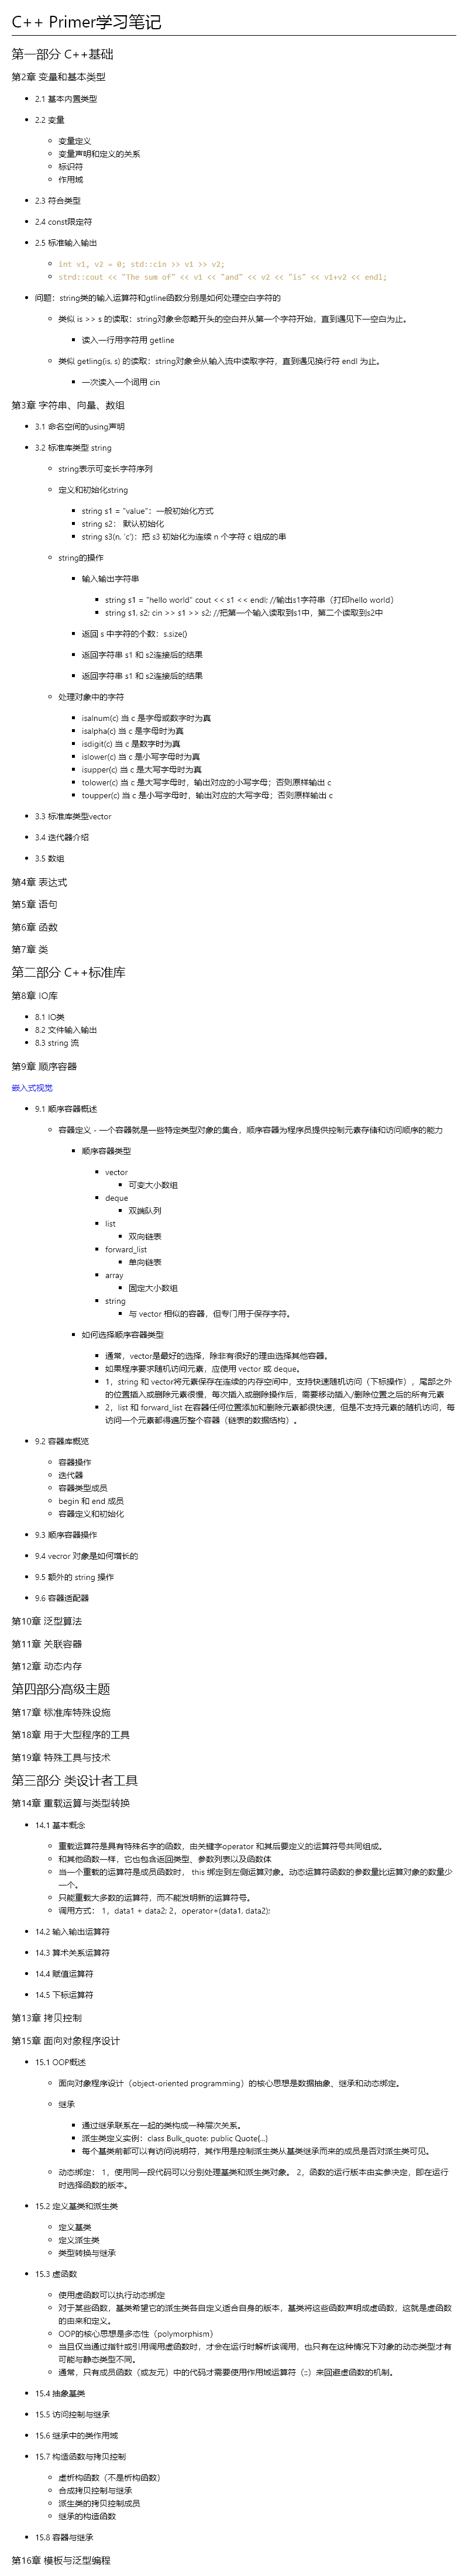 C++ Primer学习笔记
第一部分 C++基础
第2章 变量和基本类型
2.1 基本内置类型
2.2 变量
变量定义
变量声明和定义的关系
标识符
作用域
2.3 符合类型
2.4 const限定符
2.5 标准输入输出
int v1, v2 = 0; std::cin >> v1 >> v2;
strd::cout << "The sum of" << v1 << "and" << v2 << "is" << v1+v2 << endl;
问题：string类的输入运算符和gtline函数分别是如何处理空白字符的
类似 is >> s 的读取：string对象会忽略开头的空白并从第一个字符开始，直到遇见下一空白为止。
读入一行用字符用 getline
类似 getling(is, s) 的读取：string对象会从输入流中读取字符，直到遇见换行符 endl 为止。
一次读入一个词用 cin
第3章 字符串、向量、数组
3.1 命名空间的using声明
3.2 标准库类型 string
string表示可变长字符序列
定义和初始化string
string s1 = "value"：一般初始化方式
string s2： 默认初始化
string s3(n, 'c')：把 s3 初始化为连续 n 个字符 c 组成的串
string的操作
输入输出字符串
string s1 = "hello world" cout << s1 << endl; //输出s1字符串（打印hello world）
string s1, s2; cin >> s1 >> s2; //把第一个输入读取到s1中，第二个读取到s2中
返回 s 中字符的个数：s.size()
返回字符串 s1 和 s2连接后的结果
返回字符串 s1 和 s2连接后的结果
处理对象中的字符
isalnum(c) 当 c 是字母或数字时为真
isalpha(c) 当 c 是字母时为真
isdigit(c) 当 c 是数字时为真
islower(c) 当 c 是小写字母时为真
isupper(c) 当 c 是大写字母时为真
tolower(c) 当 c 是大写字母时，输出对应的小写字母；否则原样输出 c
toupper(c) 当 c 是小写字母时，输出对应的大写字母；否则原样输出 c
3.3 标准库类型vector
3.4 迭代器介绍
3.5 数组
第4章 表达式
第5章 语句
第6章 函数
第7章 类
第二部分 C++标准库
第8章 IO库
8.1 IO类
8.2 文件输入输出
8.3 string 流
第9章 顺序容器
嵌入式视觉
9.1 顺序容器概述
容器定义 - 一个容器就是一些特定类型对象的集合，顺序容器为程序员提供控制元素存储和访问顺序的能力
顺序容器类型
vector
可变大小数组
deque
双端队列
list
双向链表
forward_list
单向链表
array
固定大小数组
string
与 vector 相似的容器，但专门用于保存字符。
如何选择顺序容器类型
通常，vector是最好的选择，除非有很好的理由选择其他容器。
如果程序要求随机访问元素，应使用 vector 或 deque。
1，string 和 vector将元素保存在连续的内存空间中，支持快速随机访问（下标操作），尾部之外
的位置插入或删除元素很慢，每次插入或删除操作后，需要移动插入/删除位置之后的所有元素
2，list 和 forward_list 在容器任何位置添加和删除元素都很快速，但是不支持元素的随机访问，每
访问一个元素都得遍历整个容器（链表的数据结构）。
9.2 容器库概览
容器操作
迭代器
容器类型成员
begin 和 end 成员
容器定义和初始化
9.3 顺序容器操作
9.4 vecror 对象是如何增长的
9.5 额外的 string 操作
9.6 容器适配器
第10章 泛型算法
第11章 关联容器
第12章 动态内存
第四部分高级主题
第17章 标准库特殊设施
第18章 用于大型程序的工具
第19章 特殊工具与技术
第三部分 类设计者工具
第14章 重载运算与类型转换
14.1 基本概念
重载运算符是具有特殊名字的函数，由关键字operator 和其后要定义的运算符号共同组成。
和其他函数一样，它也包含返回类型、参数列表以及函数体
当一个重载的运算符是成员函数时， this 绑定到左侧运算对象。动态运算符函数的参数量比运算对象的数量少
一个。
只能重载大多数的运算符，而不能发明新的运算符号。
调用方式： 1，data1 + data2; 2，operator+(data1, data2);
14.2 输入输出运算符
14.3 算术关系运算符
14.4 赋值运算符
14.5 下标运算符
第13章 拷贝控制
第15章 面向对象程序设计
15.1 OOP概述
面向对象程序设计（object-oriented programming）的核心思想是数据抽象、继承和动态绑定。
继承
通过继承联系在一起的类构成一种层次关系。
派生类定义实例：class Bulk_quote: public Quote{...}
每个基类前都可以有访问说明符，其作用是控制派生类从基类继承而来的成员是否对派生类可见。
动态绑定： 1，使用同一段代码可以分别处理基类和派生类对象。 2，函数的运行版本由实参决定，即在运行
时选择函数的版本。
15.2 定义基类和派生类
定义基类
定义派生类
类型转换与继承
15.3 虚函数
使用虚函数可以执行动态绑定
对于某些函数，基类希望它的派生类各自定义适合自身的版本，基类将这些函数声明成虚函数，这就是虚函数
的由来和定义。
OOP的核心思想是多态性（polymorphism）
当且仅当通过指针或引用调用虚函数时，才会在运行时解析该调用，也只有在这种情况下对象的动态类型才有
可能与静态类型不同。
通常，只有成员函数（或友元）中的代码才需要使用作用域运算符（::）来回避虚函数的机制。
15.4 抽象基类
15.5 访问控制与继承
15.6 继承中的类作用域
15.7 构造函数与拷贝控制
虚析构函数（不是析构函数）
合成拷贝控制与继承
派生类的拷贝控制成员
继承的构造函数
15.8 容器与继承
第16章 模板与泛型编程